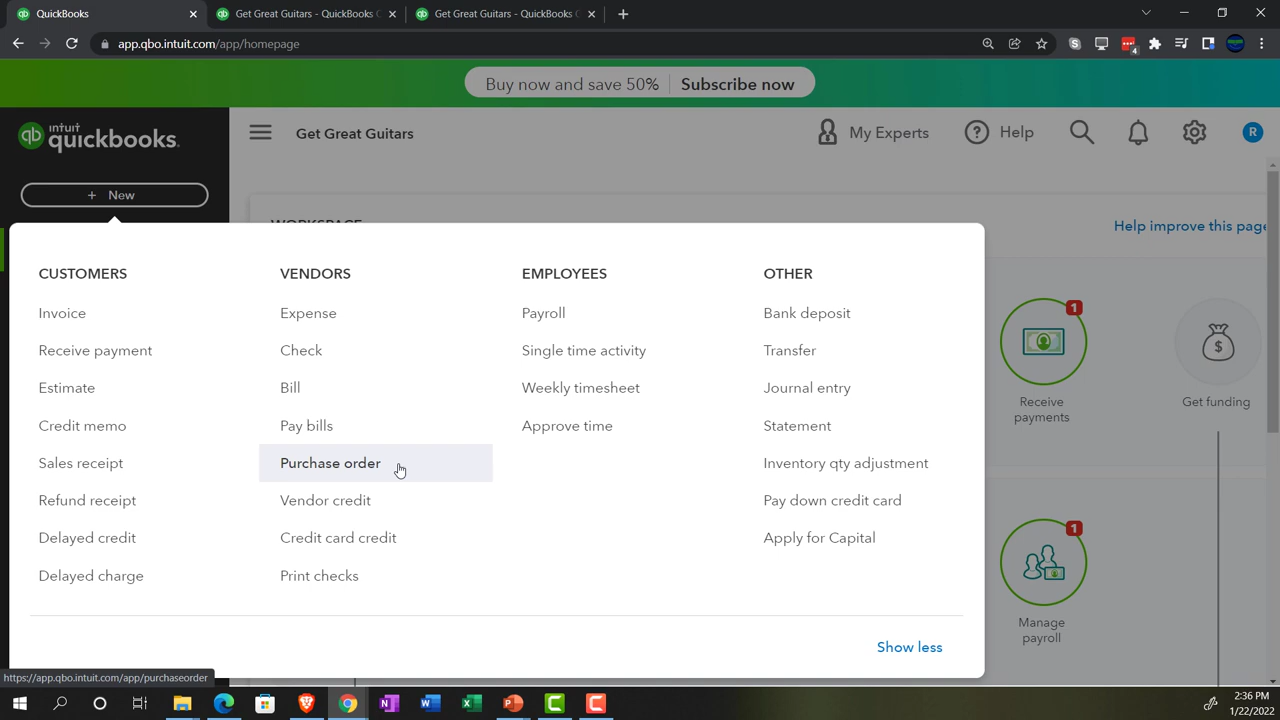 QuickBooks
Get Great Guitars - QuickBooks C
Get Great Guitars - QuickBooks C
app.qbo.intuit.com/app/homepage
4
Buy now and save 50% Subscribe now
intuit
quickbooks.
Get Great Guitars
My Experts
Help
R
+ New
WORKSPACE
Help improve this page
CUSTOMERS
Invoice
Receive payment
Estimate
Credit memo
Sales receipt
Refund receipt
Delayed credit
Delayed charge
VENDORS
Expense
Check
Bill
Pay bills
Purchase order
Vendor credit
Credit card credit
Print checks
EMPLOYEES
Payroll
Single time activity
Weekly timesheet
Approve time
OTHER
Bank deposit
Transfer
Journal entry
Statement
Inventory qty adjustment
Pay down credit card
Apply for Capital
Show less
1
Receive
payments
Get funding
1
Manage
payroll
https://app.qbo.intuit.com/app/purchaseorder
2:36 PM
1/22/2022